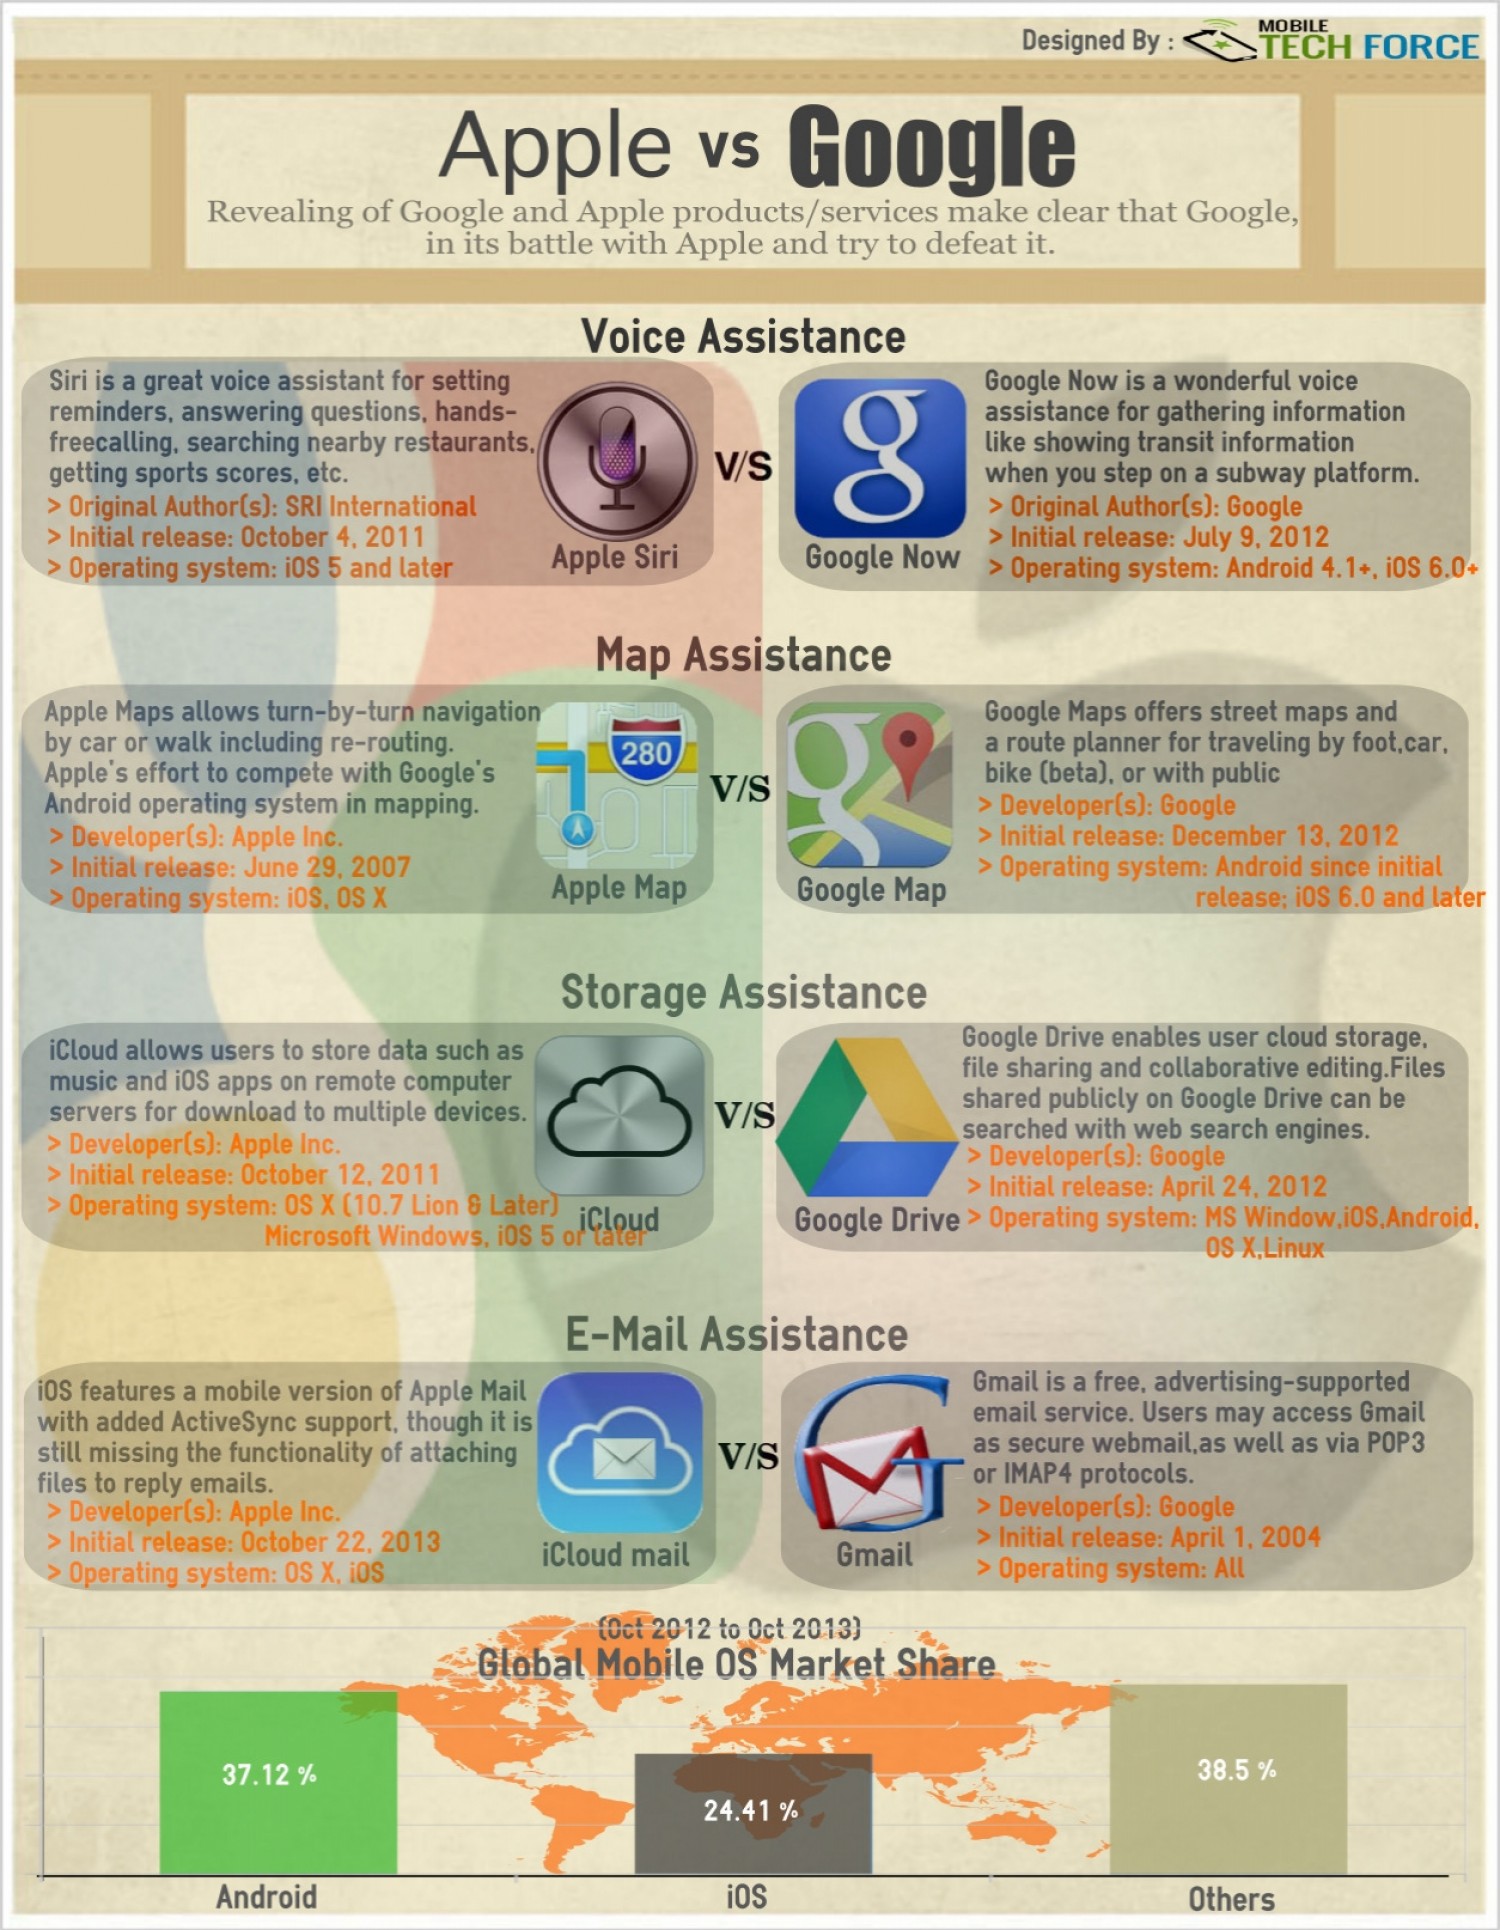 Designed By :
MOBILE
TECH FORCE
Apple vs Google
Revealing of Google and Apple products/services make clear that Google,
in its battle with Apple and try to defeat it.
Voice Assistance
Siri is a great voice assistant for setting
reminders, answering questions, hands-
freecalling, searching nearby restaurants,
getting sports scores, etc.
> Original Author(s): SRI International
> Initial release: October 4, 2011
> Operating system: iOS 5 and later
Apple Siri
V/S
Google Now
Google Now is a wonderful voice
assistance for gathering information
like showing transit information
when you step on a subway platform.
> Original Author(s): Google
> Initial release: July 9, 2012
> Operating system: Android 4.1+, iOS 6.0+
Map Assistance
Apple Maps allows turn-by-turn navigation
by car or walk including re-routing.
Apple's effort to compete with Google's
Android operating system in mapping.
> Developer(s): Apple Inc.
> Initial release: June 29, 2007
> Operating system: iOS, OS X
280
Apple Map
V/S
Google Map
Google Maps offers street maps and
a route planner for traveling by foot,car,
bike (beta), or with public
> Developer(s): Google
> Initial release: December 13, 2012
> Operating system: Android since initial
release; iOS 6.0 and later
Storage Assistance
iCloud allows users to store data such as
music and iOS apps on remote computer
servers for download to multiple devices.
> Developer(s): Apple Inc.
> Initial release: October 12, 2011
> Operating system: OS X (10.7 Lion & Later)
Microsoft Windows, iOS 5 or later
iCloud
V/S
Google Drive
Google Drive enables user cloud storage,
file sharing and collaborative editing.Files
shared publicly on Google Drive can be
searched with web search engines.
> Developer(s): Google
> Initial release: April 24, 2012
> Operating system: MS Window,iOS,Android,
OS X,Linux
E-Mail Assistance
iOS features a mobile version of Apple Mail
with added ActiveSync support, though it is
still missing the functionality of attaching
files to reply emails.
> Developer(s): Apple Inc.
> Initial release: October 22, 2013
> Operating system: OS X, iOS
iCloud mail
V/S
Gmail
Gmail is a free, advertising-supported
email service. Users may access Gmail
as secure webmail,as well as via POP3
or IMAP4 protocols.
> Developer(s): Google
> Initial release: April 1, 2004
> Operating system: All
(Oct 2012 to Oct 2013)
Global Mobile OS Market Share
37.12 %
24.41 %
38.5 %
Android
iOS
Others